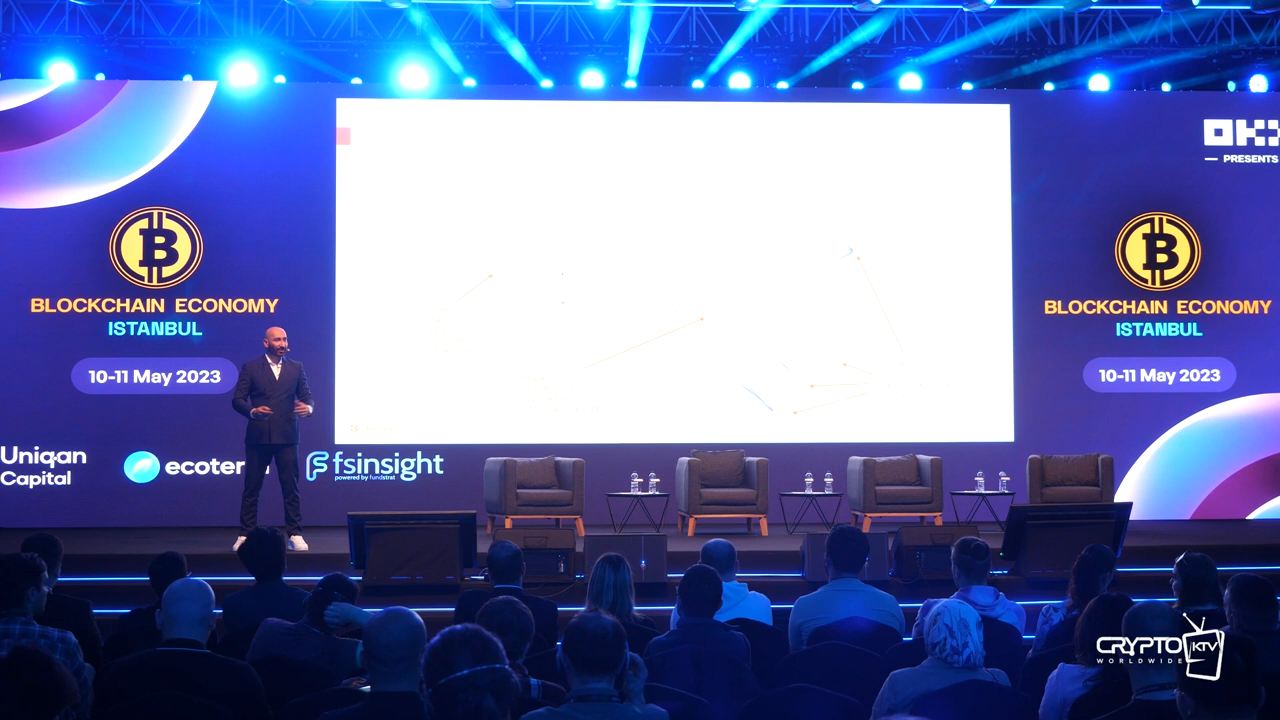 OK
PRESENTS
B
BLOCKCHAIN ECONOMY
ISTANBUL
10-11 May 2023
B
BLOCKCHAIN ECONOMY
ISTANBUL
10-11 May 2023
Uniqan
Capital
ecoter
fsinsight
powered by fundstrat
CRYPTO
KTV
WORLDWIDE